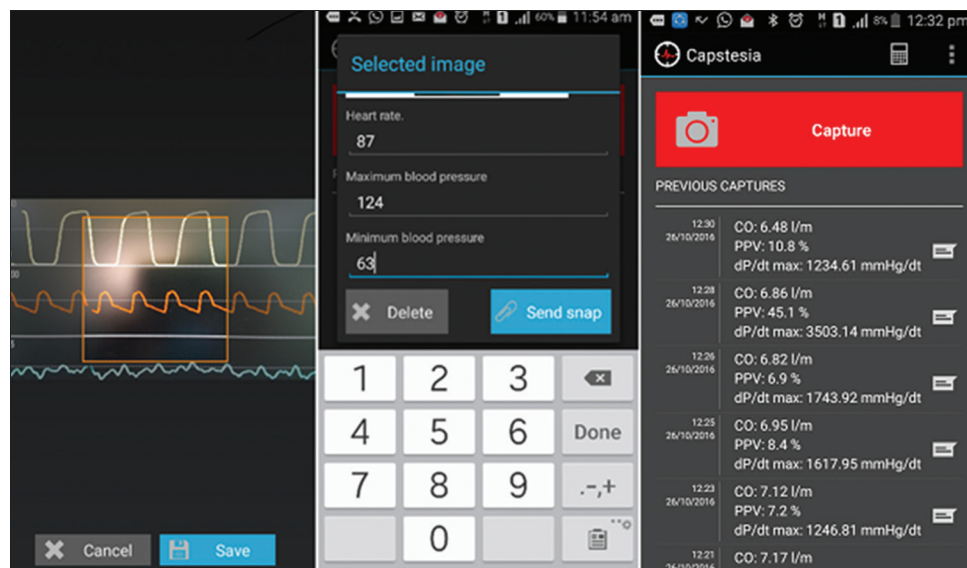 Cancel
Save
60% 11:54 am
Selected image
Heart rate.
87
Maximum blood pressure
124
Minimum blood pressure
63
Delete
Send snap
1 2 3
4 5 6 Done
7 8 9 .-,+
0
1 8% 12:32 pm
Capstesia
Capture
PREVIOUS CAPTURES
12:30
26/10/2016
CO: 6.48 l/m
PPV: 10.8 %
dP/dt max: 1234.61 mmHg/dt
12:28
26/10/2016
CO: 6.86 l/m
PPV: 45.1 %
dP/dt max: 3503.14 mmHg/dt
12:26
26/10/2016
CO: 6.82 l/m
PPV: 6.9 %
dP/dt max: 1743.92 mmHg/dt
12:25
26/10/2016
CO: 6.95 l/m
PPV: 8.4 %
dP/dt max: 1617.95 mmHg/dt
12:23
26/10/2016
CO: 7.12 l/m
PPV: 7.2 %
dP/dt max: 1246.81 mmHg/dt
12:21
26/10/2016
CO: 7.17 l/m